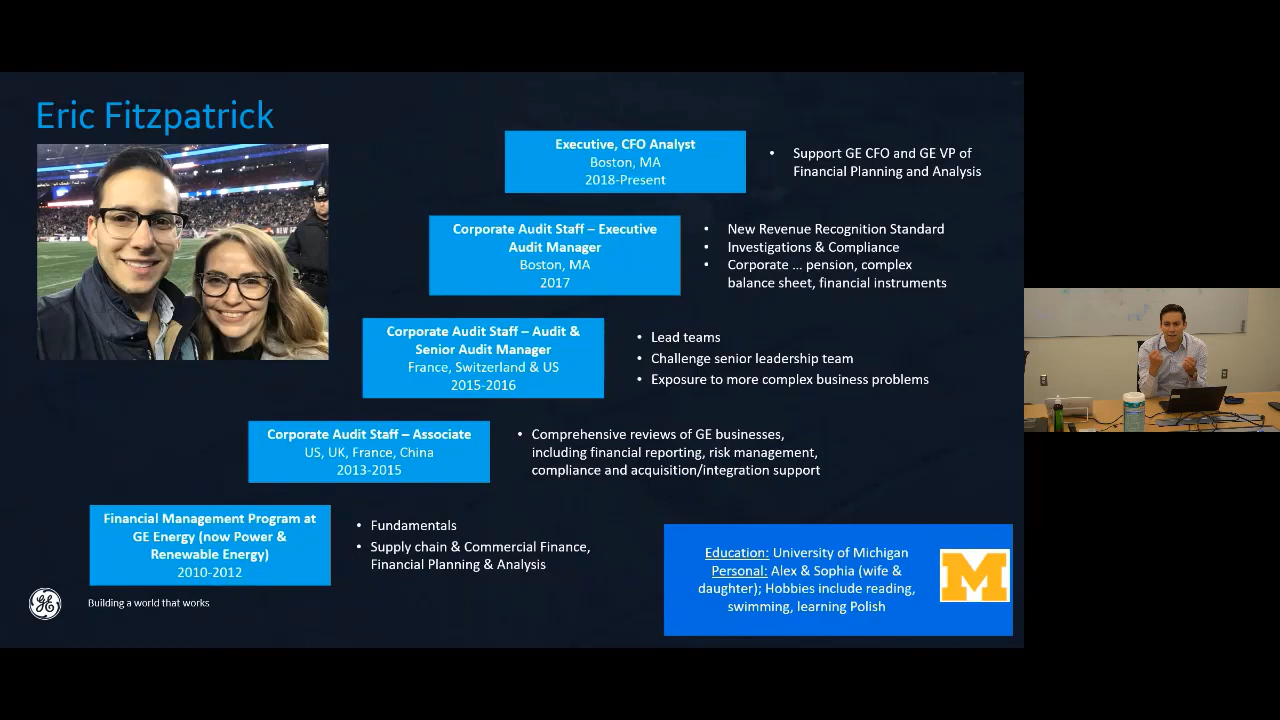 Eric Fitzpatrick
Executive, CFO Analyst
Boston, MA
2018-Present
• Support GE CFO and GE VP of
Financial Planning and Analysis
Corporate Audit Staff – Executive
Audit Manager
Boston, MA
2017
• New Revenue Recognition Standard
• Investigations & Compliance
• Corporate ... pension, complex
balance sheet, financial instruments
Corporate Audit Staff – Audit &
Senior Audit Manager
France, Switzerland & US
2015-2016
• Lead teams
• Challenge senior leadership team
• Exposure to more complex business problems
Corporate Audit Staff – Associate
US, UK, France, China
2013-2015
• Comprehensive reviews of GE businesses,
including financial reporting, risk management,
compliance and acquisition/integration support
Financial Management Program at
GE Energy (now Power &
Renewable Energy)
2010-2012
• Fundamentals
• Supply chain & Commercial Finance,
Financial Planning & Analysis
Education: University of Michigan
Personal: Alex & Sophia (wife &
daughter); Hobbies include reading,
swimming, learning Polish
M
GE
Building a world that works